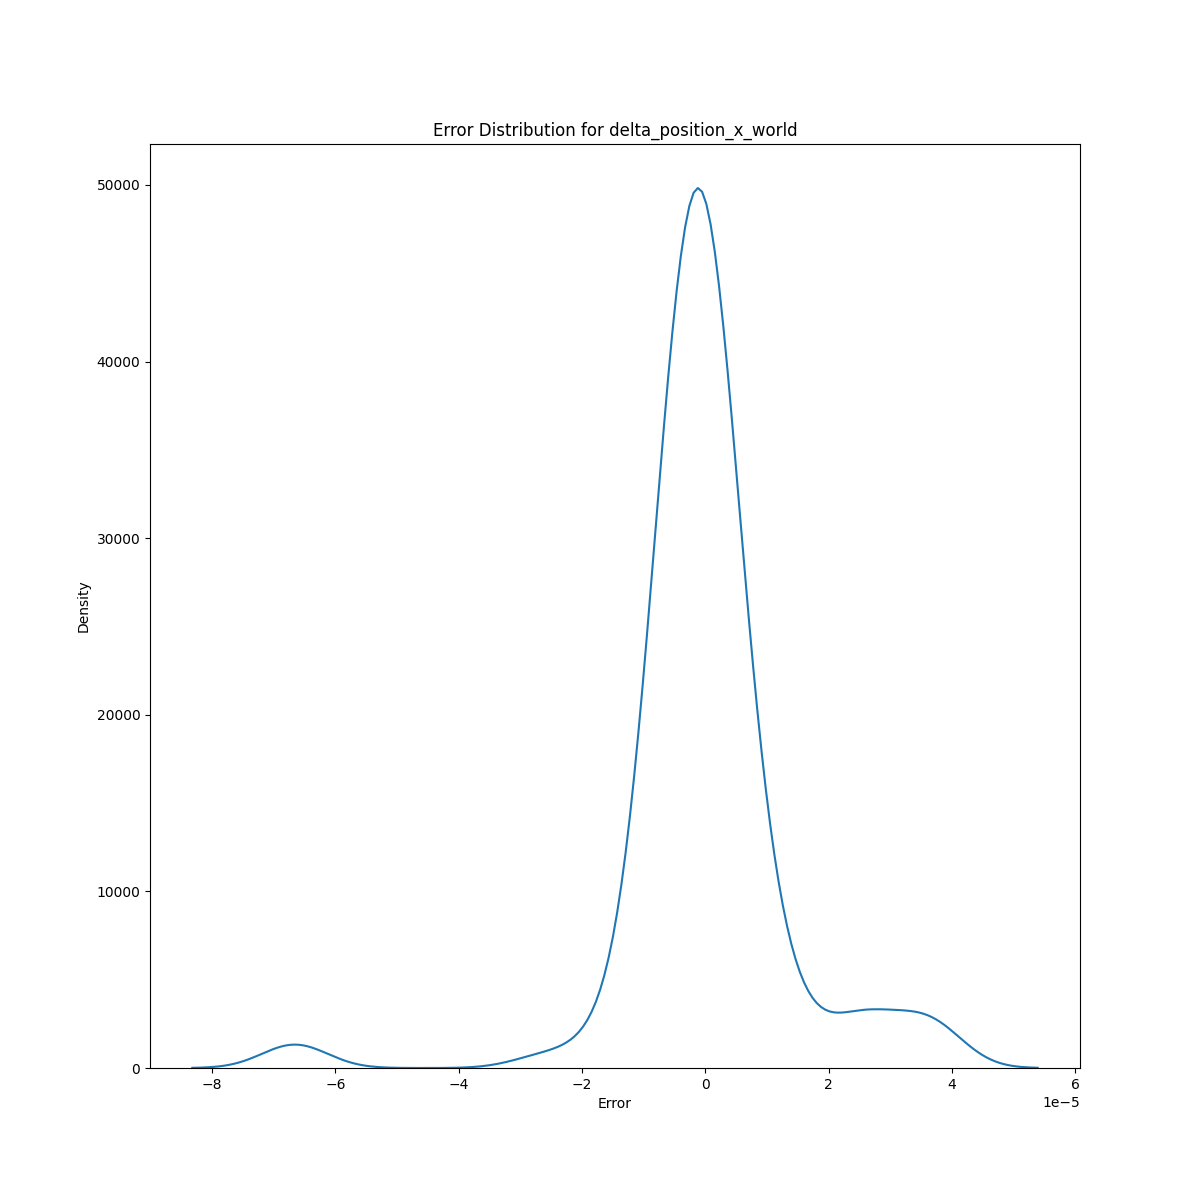 Error Distribution for delta_position_x_world
50000
40000
30000
20000
10000
0
Density
−8 −6 −4 −2 0 2 4 6
Error
1e−5